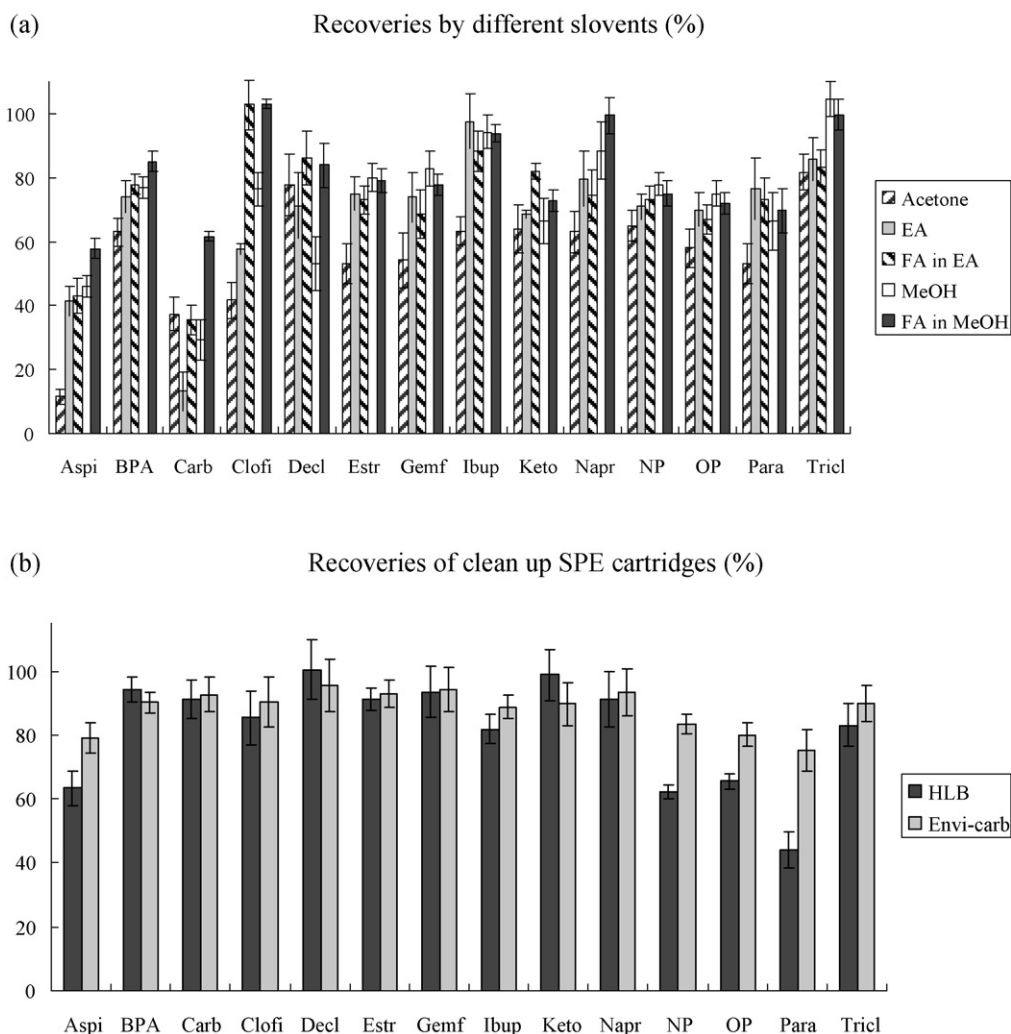 (a) Recoveries by different slovents (%)
100
80
60
40
20
0
Aspi BPA Carb Clofi Decl Estr Gemf Ibup Keto Napr NP OP Para Tricl
Acetone
EA
FA in EA
MeOH
FA in MeOH
(b) Recoveries of clean up SPE cartridges (%)
100
80
60
40
20
0
Aspi BPA Carb Clofi Decl Estr Gemf Ibup Keto Napr NP OP Para Tricl
HLB
Envi-carb